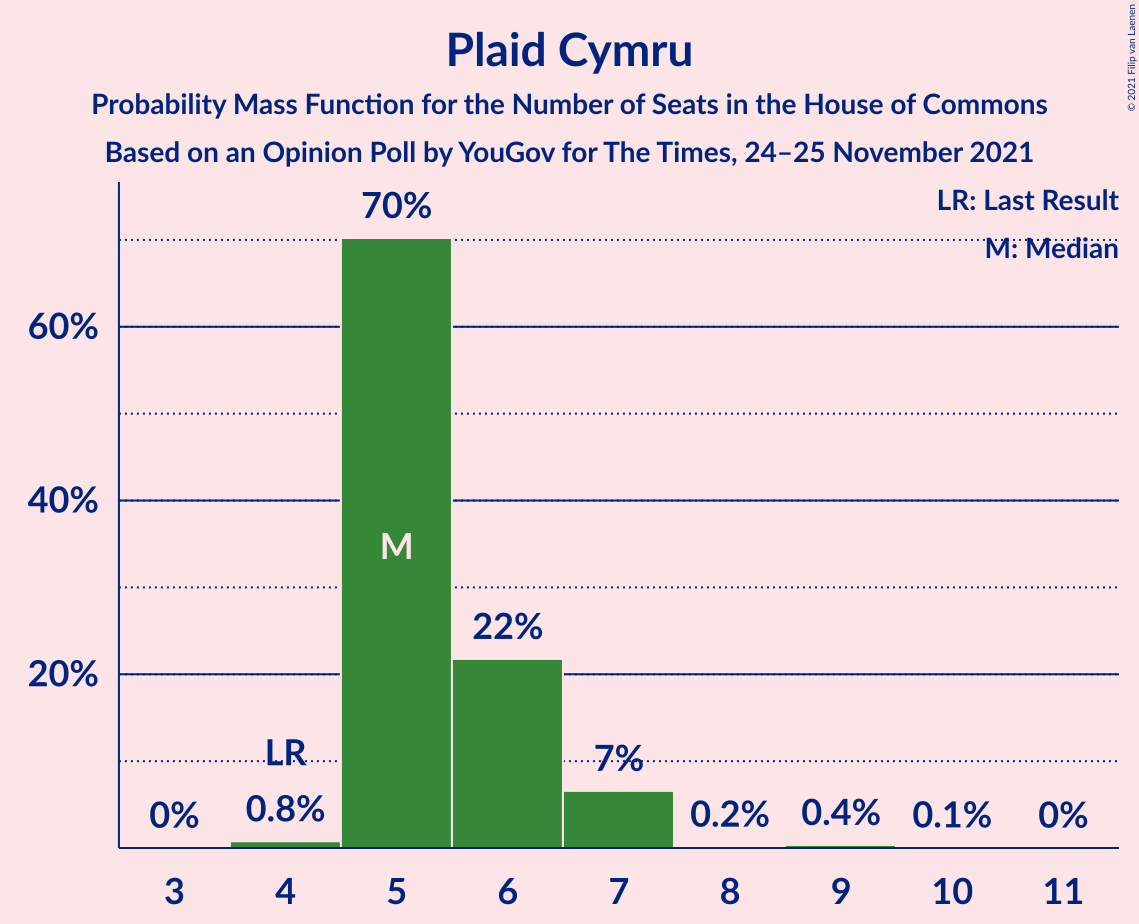 Plaid Cymru
Probability Mass Function for the Number of Seats in the House of Commons
Based on an Opinion Poll by YouGov for The Times, 24–25 November 2021
© 2021 Filip van Laenen
LR: Last Result
M: Median
60%
40%
20%
0%
LR
0.8%
70%
M
22%
7%
0.2%
0.4%
0.1%
0%
3 4 5 6 7 8 9 10 11